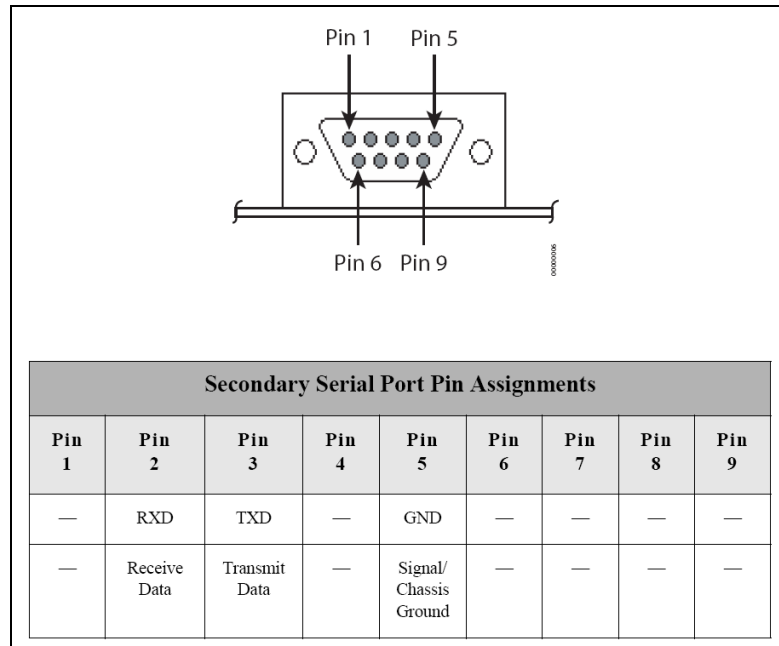 Pin 1 Pin 5
Pin 6 Pin 9
00000006
Secondary Serial Port Pin Assignments
Pin 1 Pin 2 Pin 3 Pin 4 Pin 5 Pin 6 Pin 7 Pin 8 Pin 9
— RXD TXD — GND — — — —
— Receive Data Transmit Data — Signal/ Chassis Ground — — — —